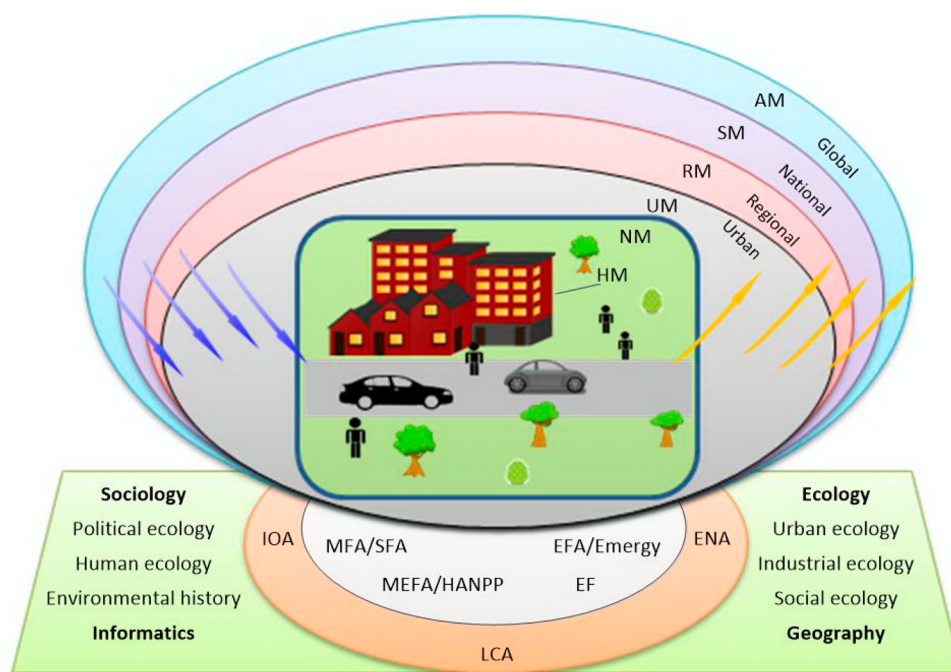 AM
Global
SM
National
RM
Regional
UM
Urban
NM
HM
Sociology
Political ecology
Human ecology
Environmental history
Informatics
IOA
MFA/SFA
EFA/Emergy
MEFA/HANPP
EF
ENA
LCA
Ecology
Urban ecology
Industrial ecology
Social ecology
Geography